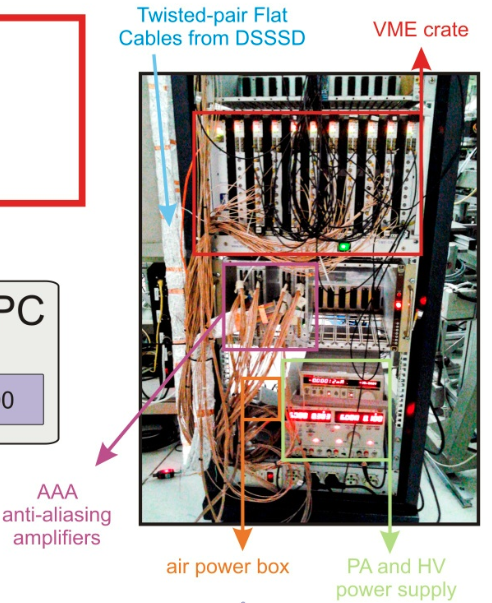 Twisted-pair Flat
Cables from DSSSD
VME crate
PC
00
AAA
anti-aliasing
amplifiers
air power box
PA and HV
power supply